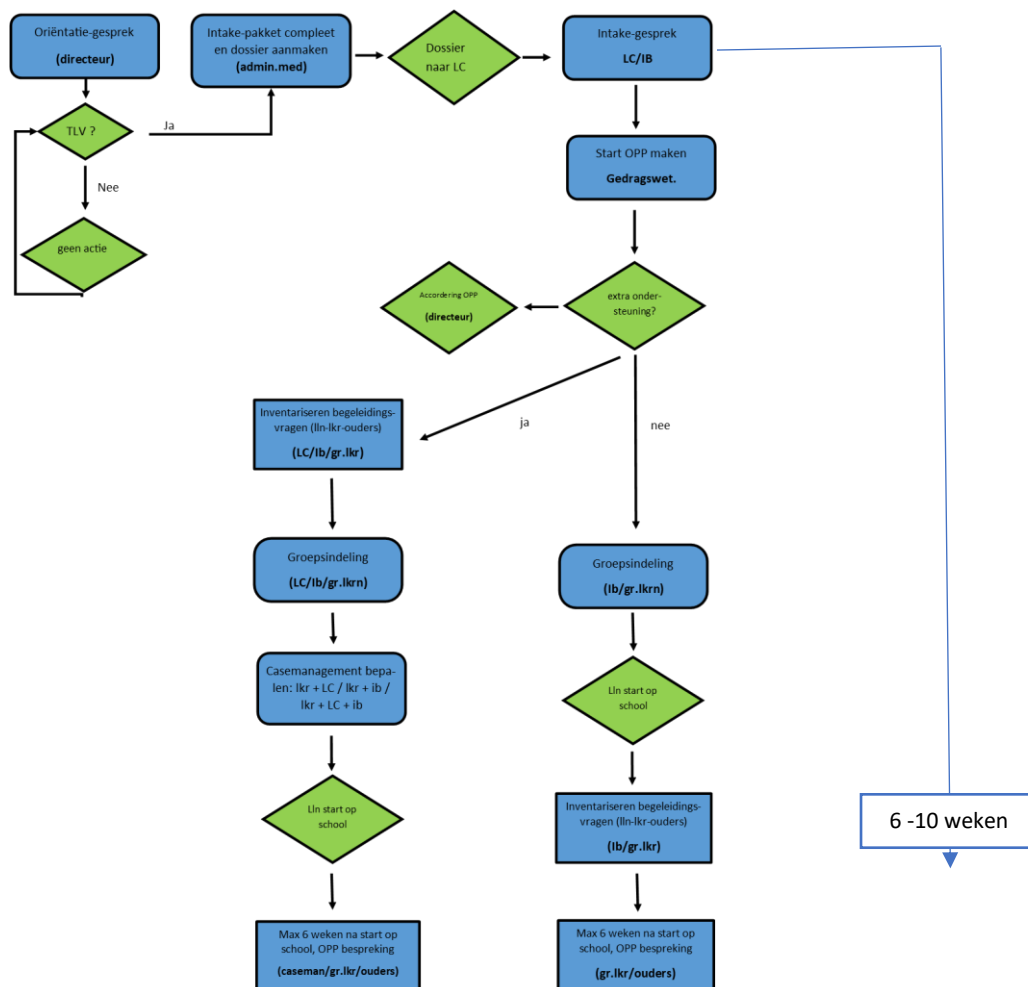 Oriëntatie-gesprek
(directeur)
Intake-pakket compleet
en dossier aanmaken
(admin.med)
Dossier
naar LC
Intake-gesprek
LC/IB
TLV ?
Ja
Nee
geen actie
Start OPP maken
Gedragswet.
Accordering OPP
(directeur)
extra onder-
steuning?
ja
nee
Inventariseren begeleidings-
vragen (lln-lkr-ouders)
(LC/Ib/gr.lkr)
Groepsindeling
(LC/Ib/gr.lkrn)
Groepsindeling
(Ib/gr.lkrn)
Casemanagement bepa-
len: lkr + LC / lkr + ib /
lkr + LC + ib
Lln start op
school
Lln start op
school
Inventariseren begeleidings-
vragen (lln-lkr-ouders)
(Ib/gr.lkr)
6 -10 weken
Max 6 weken na start op
school, OPP bespreking
(caseman/gr.lkr/ouders)
Max 6 weken na start op
school, OPP bespreking
(gr.lkr/ouders)